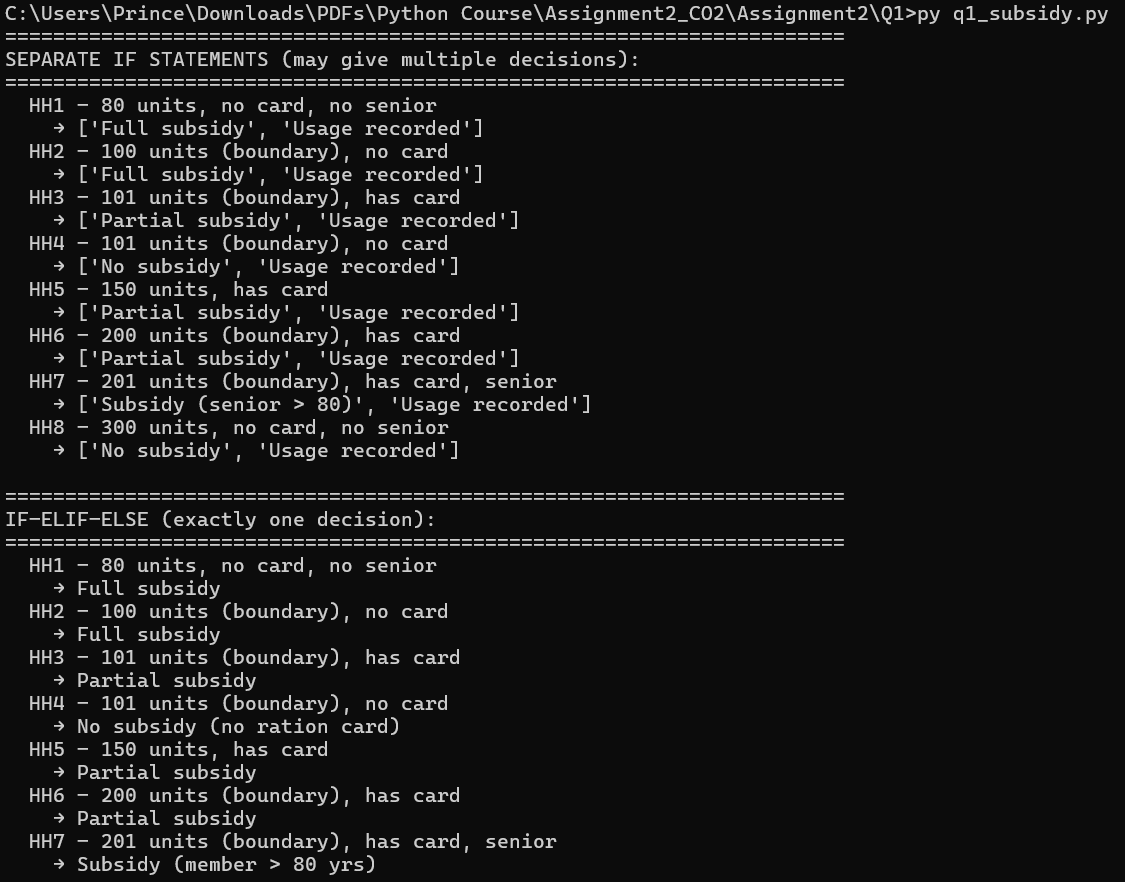 C:\Users\Prince\Downloads\PDFs\Python Course\Assignment2_CO2\Assignment2\Q1>py q1_subsidy.py
======================================================================
SEPARATE IF STATEMENTS (may give multiple decisions):
======================================================================
  HH1 – 80 units, no card, no senior
    → ['Full subsidy', 'Usage recorded']
  HH2 – 100 units (boundary), no card
    → ['Full subsidy', 'Usage recorded']
  HH3 – 101 units (boundary), has card
    → ['Partial subsidy', 'Usage recorded']
  HH4 – 101 units (boundary), no card
    → ['No subsidy', 'Usage recorded']
  HH5 – 150 units, has card
    → ['Partial subsidy', 'Usage recorded']
  HH6 – 200 units (boundary), has card
    → ['Partial subsidy', 'Usage recorded']
  HH7 – 201 units (boundary), has card, senior
    → ['Subsidy (senior > 80)', 'Usage recorded']
  HH8 – 300 units, no card, no senior
    → ['No subsidy', 'Usage recorded']

======================================================================
IF-ELIF-ELSE (exactly one decision):
======================================================================
  HH1 – 80 units, no card, no senior
    → Full subsidy
  HH2 – 100 units (boundary), no card
    → Full subsidy
  HH3 – 101 units (boundary), has card
    → Partial subsidy
  HH4 – 101 units (boundary), no card
    → No subsidy (no ration card)
  HH5 – 150 units, has card
    → Partial subsidy
  HH6 – 200 units (boundary), has card
    → Partial subsidy
  HH7 – 201 units (boundary), has card, senior
    → Subsidy (member > 80 yrs)